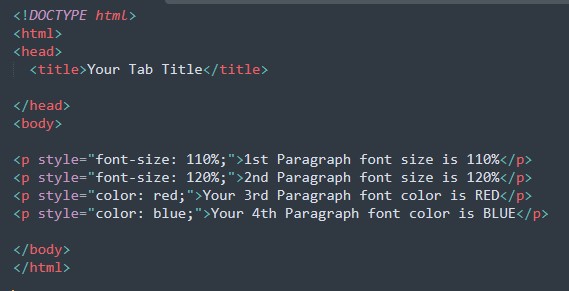 <!DOCTYPE html>
<html>
<head>
<title>Your Tab Title</title>
</head>
<body>
<p style="font-size: 110%;">1st Paragraph font size is 110%</p>
<p style="font-size: 120%;">2nd Paragraph font size is 120%</p>
<p style="color: red;">Your 3rd Paragraph font color is RED</p>
<p style="color: blue;">Your 4th Paragraph font color is BLUE</p>
</body>
</html>